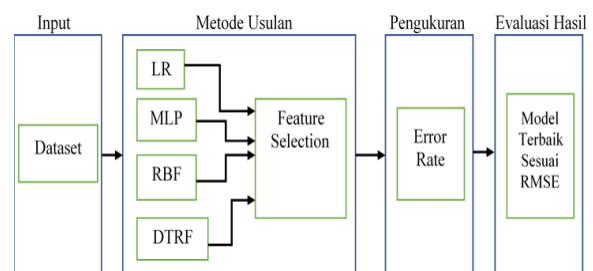 Input
Metode Usulan
Pengukuran
Evaluasi Hasil
Dataset
LR
MLP
RBF
DTRF
Feature
Selection
Error
Rate
Model
Terbaik
Sesuai
RMSE